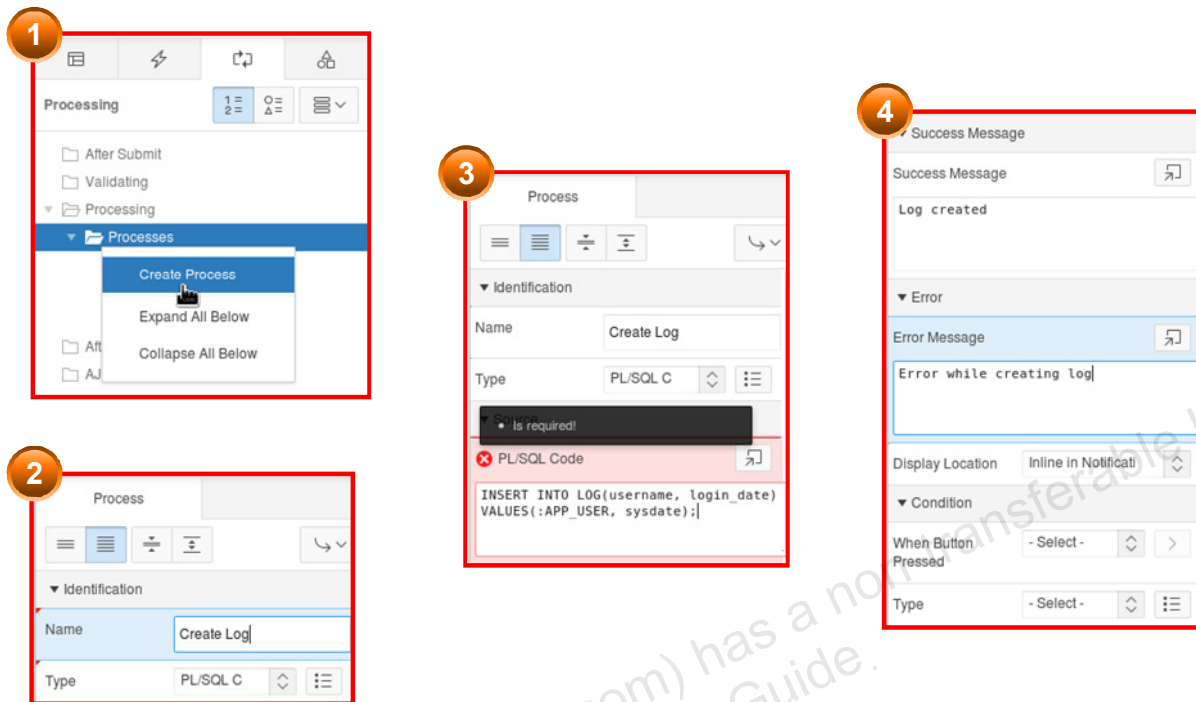 1
Processing
After Submit
Validating
Processing
Processes
Create Process
Expand All Below
Collapse All Below
Aft
AJ
2
Process
Identification
Name
Create Log
Type
PL/SQL C
3
Process
Identification
Name
Create Log
Type
PL/SQL C
Source
Is required!
PL/SQL Code
INSERT INTO LOG(username, login_date)
VALUES(:APP_USER, sysdate);
4
Success Message
Success Message
Log created
Error
Error Message
Error while creating log
Display Location
Inline in Notificati
Condition
When Button
Pressed
- Select -
Type
- Select -
om) has a non-transferable
Guide.